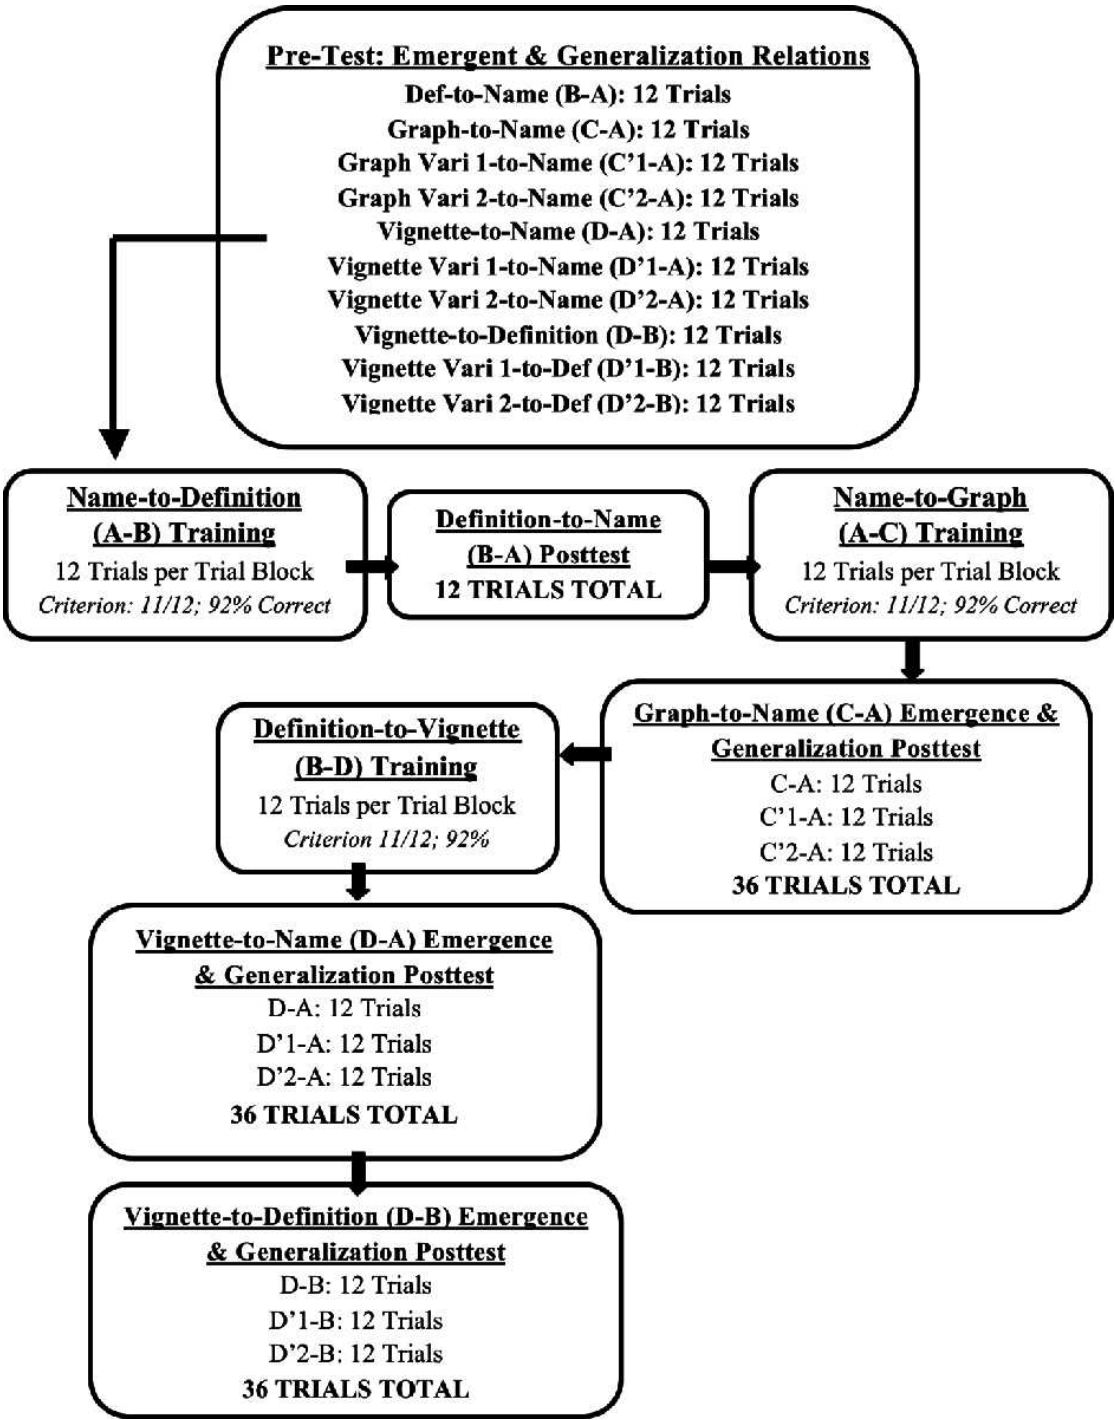 Pre-Test: Emergent & Generalization Relations
Def-to-Name (B-A): 12 Trials
Graph-to-Name (C-A): 12 Trials
Graph Vari 1-to-Name (C'1-A): 12 Trials
Graph Vari 2-to-Name (C'2-A): 12 Trials
Vignette-to-Name (D-A): 12 Trials
Vignette Vari 1-to-Name (D'1-A): 12 Trials
Vignette Vari 2-to-Name (D'2-A): 12 Trials
Vignette-to-Definition (D-B): 12 Trials
Vignette Vari 1-to-Def (D'1-B): 12 Trials
Vignette Vari 2-to-Def (D'2-B): 12 Trials
Name-to-Definition
(A-B) Training
12 Trials per Trial Block
Criterion: 11/12; 92% Correct
Definition-to-Name
(B-A) Posttest
12 TRIALS TOTAL
Name-to-Graph
(A-C) Training
12 Trials per Trial Block
Criterion: 11/12; 92% Correct
Graph-to-Name (C-A) Emergence &
Generalization Posttest
C-A: 12 Trials
C'1-A: 12 Trials
C'2-A: 12 Trials
36 TRIALS TOTAL
Definition-to-Vignette
(B-D) Training
12 Trials per Trial Block
Criterion 11/12; 92%
Vignette-to-Name (D-A) Emergence
& Generalization Posttest
D-A: 12 Trials
D'1-A: 12 Trials
D'2-A: 12 Trials
36 TRIALS TOTAL
Vignette-to-Definition (D-B) Emergence
& Generalization Posttest
D-B: 12 Trials
D'1-B: 12 Trials
D'2-B: 12 Trials
36 TRIALS TOTAL